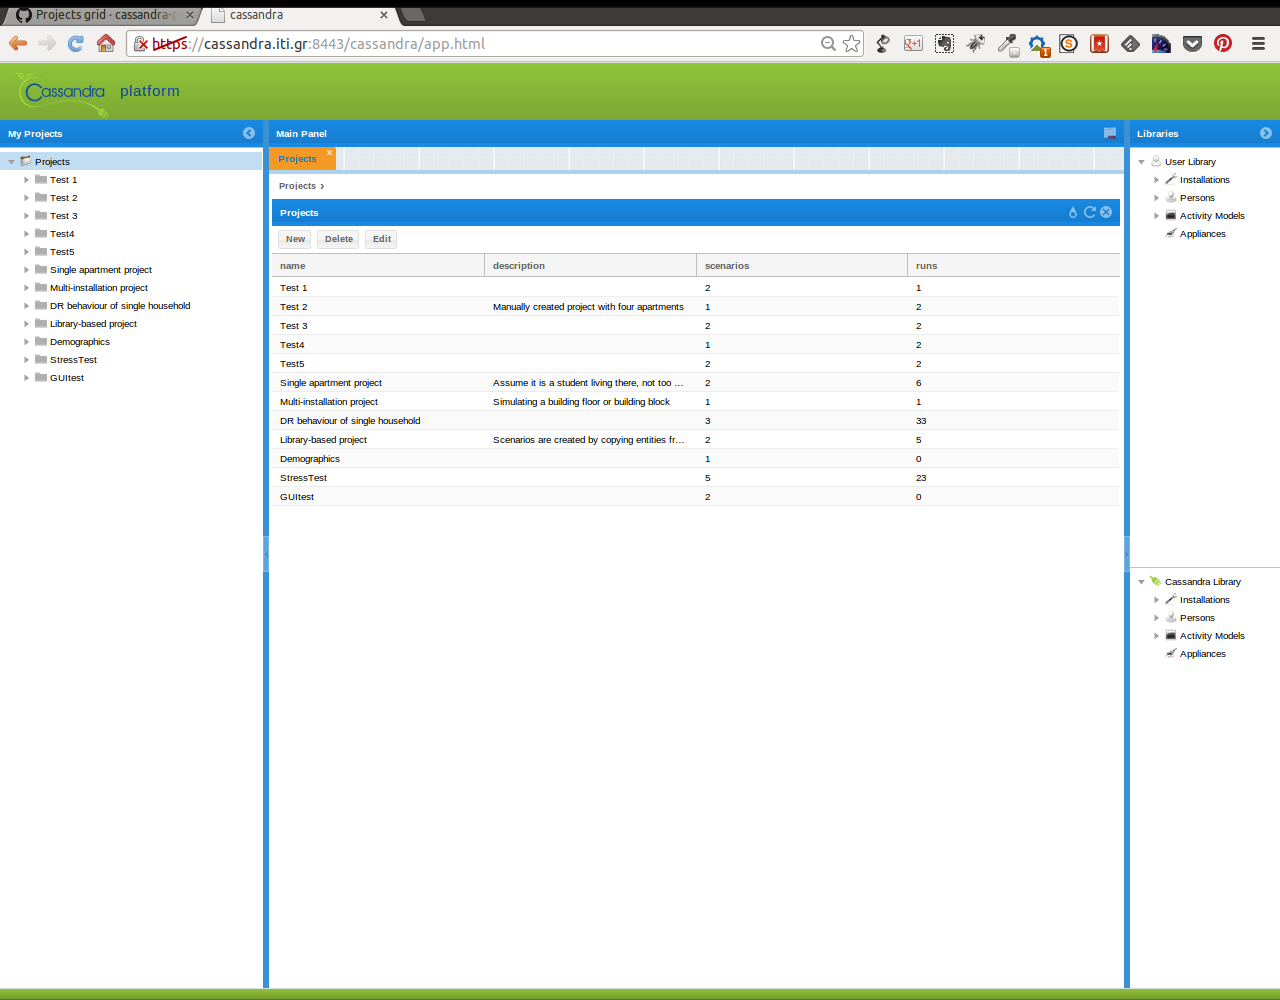 Projects grid · cassandra-p
cassandra
https://cassandra.iti.gr:8443/cassandra/app.html
Cassandra platform
My Projects
Projects
Test 1
Test 2
Test 3
Test4
Test5
Single apartment project
Multi-installation project
DR behaviour of single household
Library-based project
Demographics
StressTest
GUItest
Main Panel
Projects
Projects ›
Projects
New Delete Edit
name description scenarios runs
Test 1 2 1
Test 2 Manually created project with four apartments 1 2
Test 3 2 2
Test4 1 2
Test5 2 2
Single apartment project Assume it is a student living there, not too ... 2 6
Multi-installation project Simulating a building floor or building block 1 1
DR behaviour of single household 3 33
Library-based project Scenarios are created by copying entities fr... 2 5
Demographics 1 0
StressTest 5 23
GUItest 2 0
Libraries
User Library
Installations
Persons
Activity Models
Appliances
Cassandra Library
Installations
Persons
Activity Models
Appliances